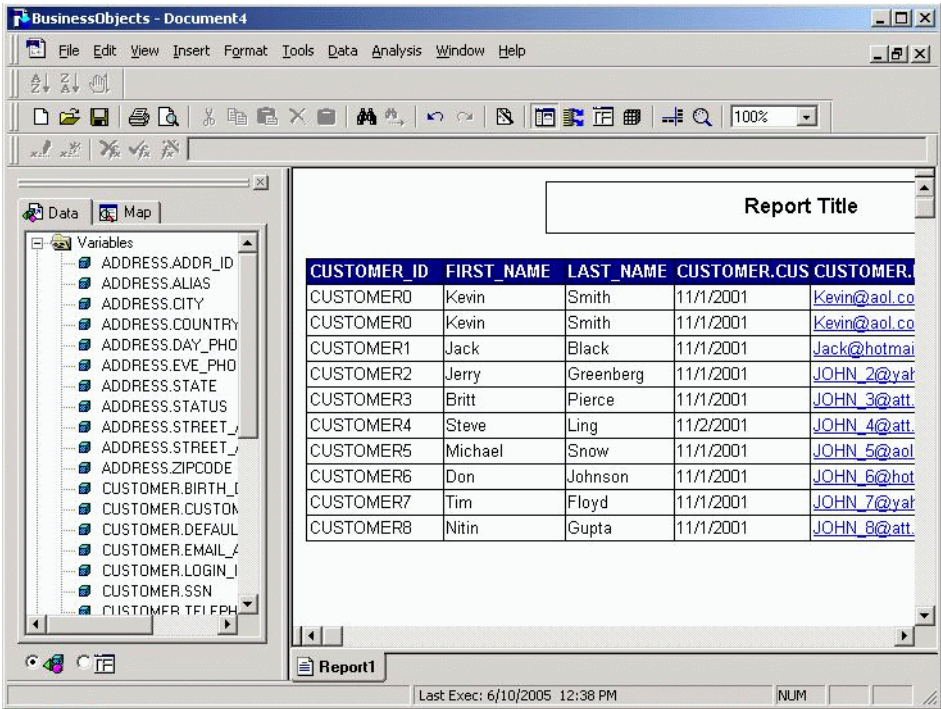 BusinessObjects - Document4
File Edit View Insert Format Tools Data Analysis Window Help
100%
Data Map
Variables
ADDRESS.ADDR_ID
ADDRESS.ALIAS
ADDRESS.CITY
ADDRESS.COUNTRY
ADDRESS.DAY_PHO
ADDRESS.EVE_PHO
ADDRESS.STATE
ADDRESS.STATUS
ADDRESS.STREET_
ADDRESS.STREET_
ADDRESS.ZIPCODE
CUSTOMER.BIRTH_
CUSTOMER.CUSTOM
CUSTOMER.DEFAUL
CUSTOMER.EMAIL_
CUSTOMER.LOGIN_
CUSTOMER.SSN
CUSTOMER.TELEPH
Report Title
CUSTOMER_ID FIRST_NAME LAST_NAME CUSTOMER.CUS CUSTOMER.
CUSTOMER0 Kevin Smith 11/1/2001 Kevin@aol.co
CUSTOMER0 Kevin Smith 11/1/2001 Kevin@aol.co
CUSTOMER1 Jack Black 11/1/2001 Jack@hotmai
CUSTOMER2 Jerry Greenberg 11/1/2001 JOHN_2@yah
CUSTOMER3 Britt Pierce 11/1/2001 JOHN_3@att.
CUSTOMER4 Steve Ling 11/2/2001 JOHN_4@att.
CUSTOMER5 Michael Snow 11/1/2001 JOHN_5@aol
CUSTOMER6 Don Johnson 11/1/2001 JOHN_6@hot
CUSTOMER7 Tim Floyd 11/1/2001 JOHN_7@yah
CUSTOMER8 Nitin Gupta 11/1/2001 JOHN_8@att.
Report1
Last Exec: 6/10/2005 12:38 PM NUM